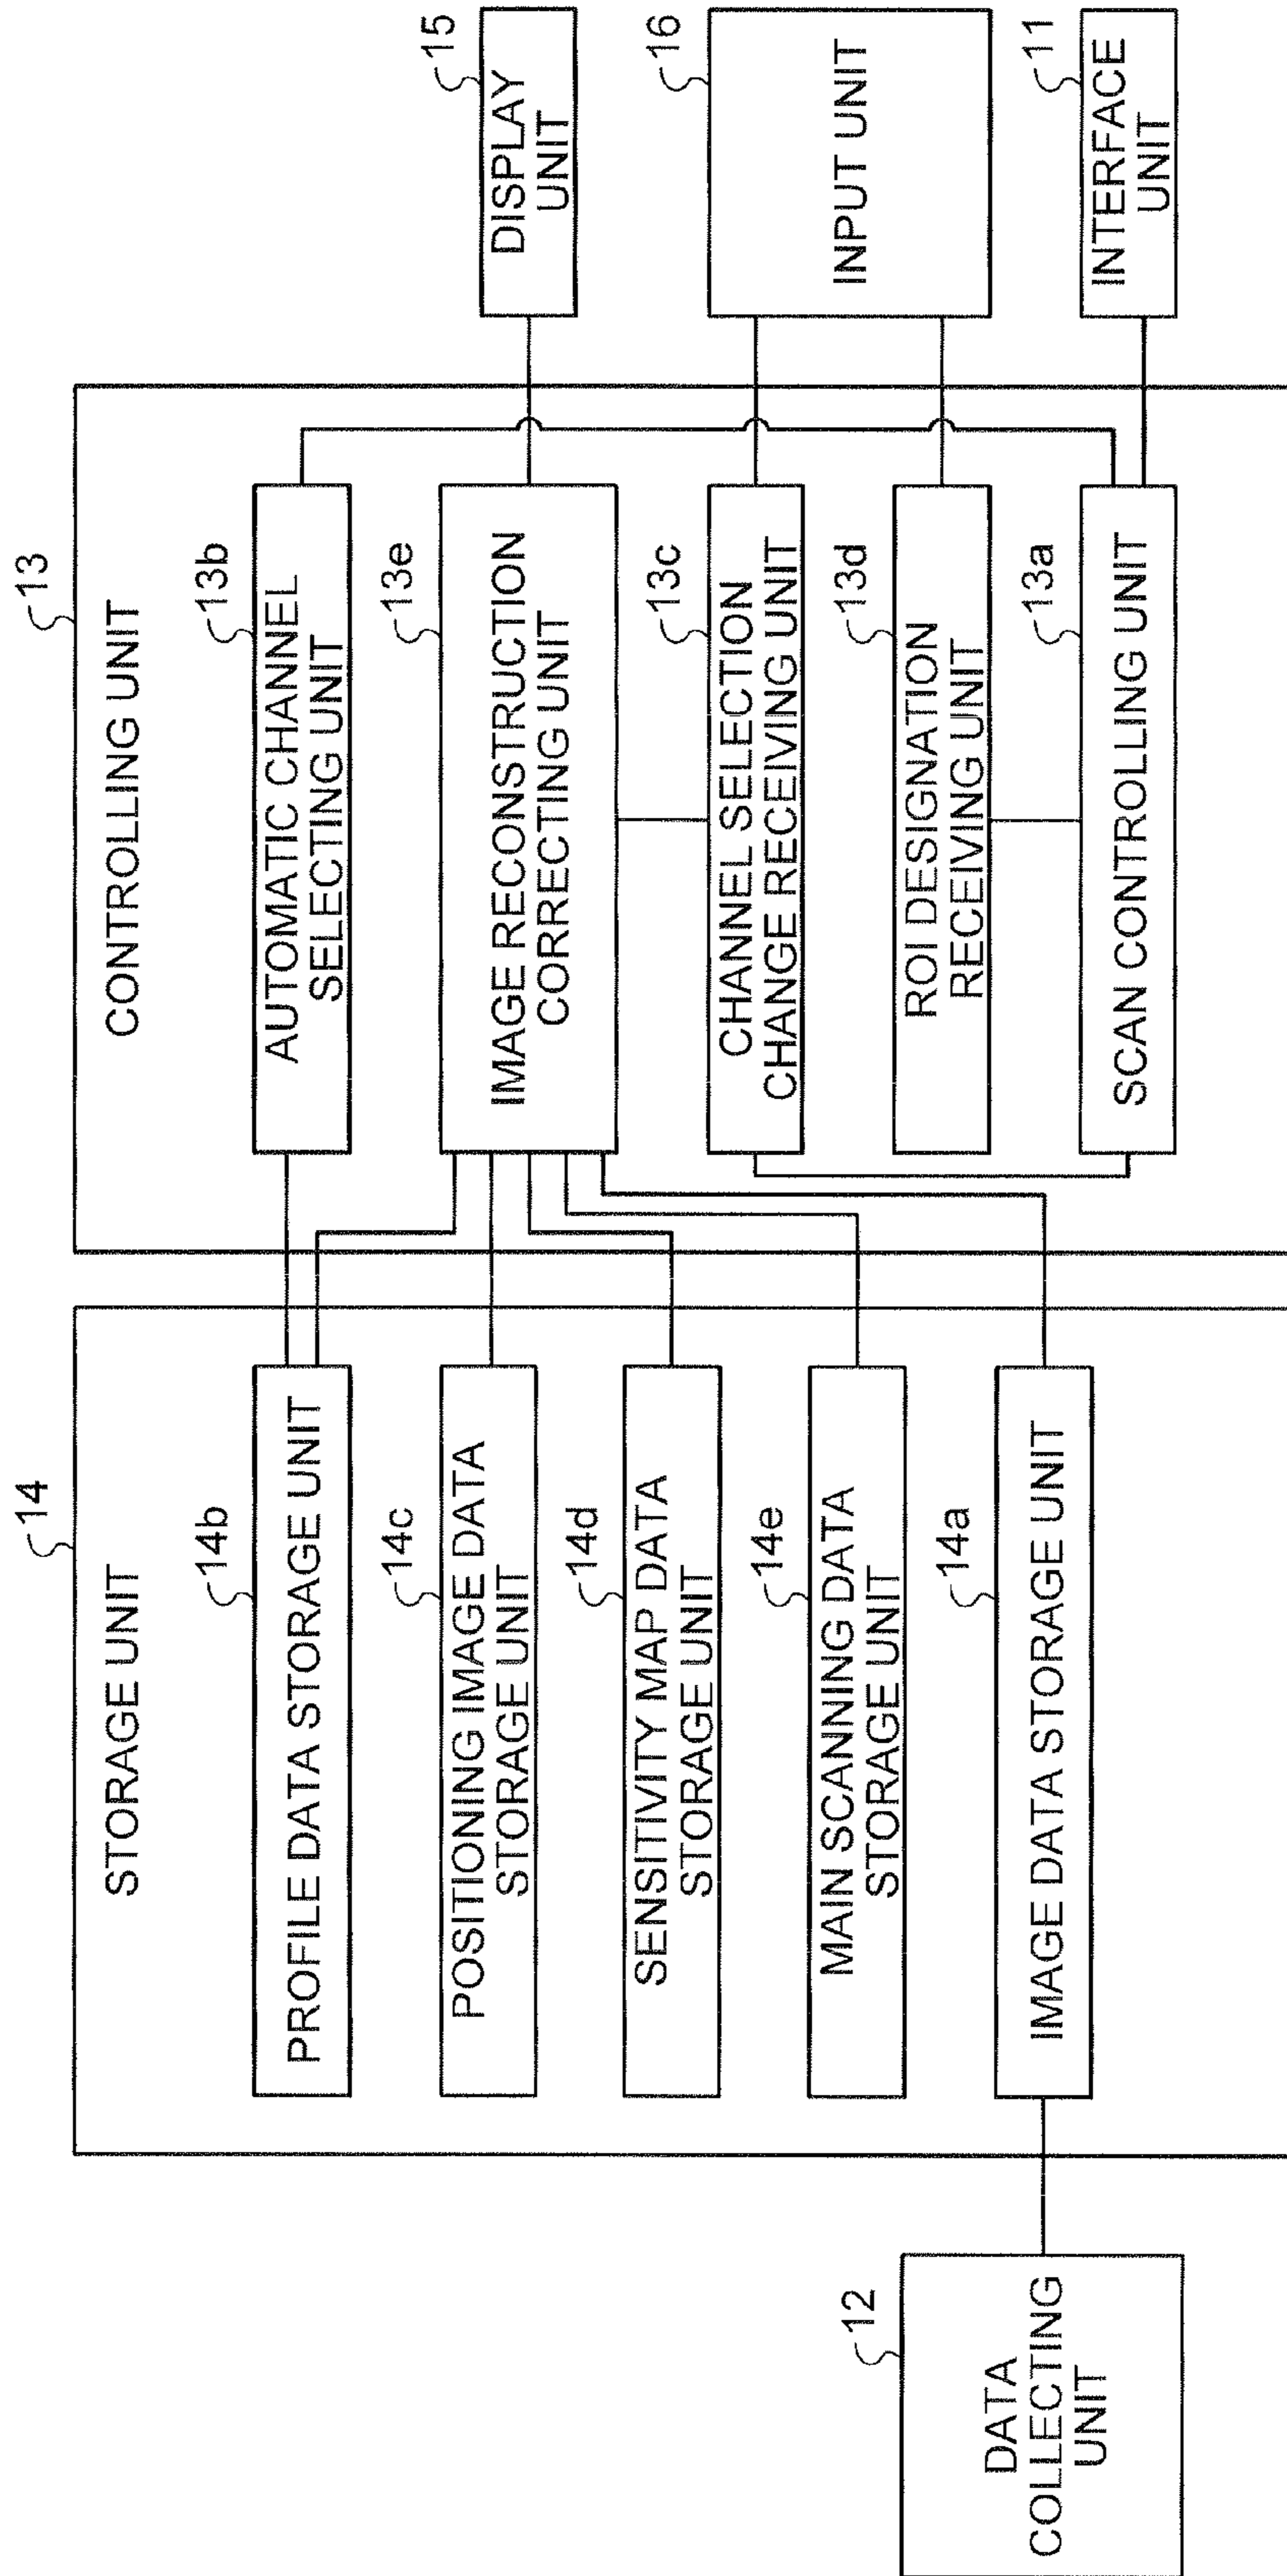 14
STORAGE UNIT
14b
PROFILE DATA STORAGE UNIT
14c
POSITIONING IMAGE DATA
STORAGE UNIT
14d
SENSITIVITY MAP DATA
STORAGE UNIT
14e
MAIN SCANNING DATA
STORAGE UNIT
14a
IMAGE DATA STORAGE UNIT
12
DATA
COLLECTING
UNIT
13
CONTROLLING UNIT
13b
AUTOMATIC CHANNEL
SELECTING UNIT
13e
IMAGE RECONSTRUCTION
CORRECTING UNIT
13c
CHANNEL SELECTION
CHANGE RECEIVING UNIT
13d
ROI DESIGNATION
RECEIVING UNIT
13a
SCAN CONTROLLING UNIT
15
DISPLAY
UNIT
16
INPUT UNIT
11
INTERFACE
UNIT